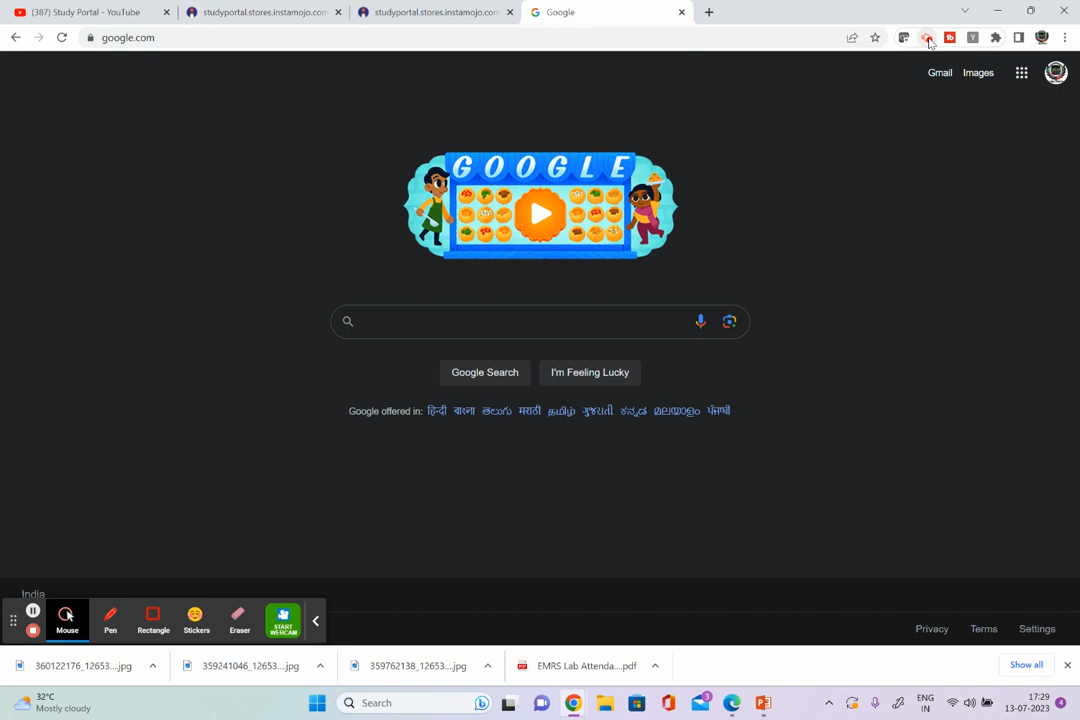 (387) Study Portal - YouTube
studyportal.stores.instamojo.com
studyportal.stores.instamojo.com
Google
google.com
Gmail Images
GOOGLE
Google Search
I'm Feeling Lucky
Google offered in: हिन्दी বাংলা తెలుగు मराठी தமிழ் ગુજરાતી ಕನ್ನಡ മലയാളം ਪੰਜਾਬੀ
India
Mouse
Pen
Rectangle
Stickers
Eraser
START WEBCAM
Privacy Terms Settings
360122176_12653....jpg
359241046_12653....jpg
359762138_12653....jpg
EMRS Lab Attenda....pdf
Show all
32°C
Mostly cloudy
Search
3
ENG
IN
17:29
13-07-2023
4